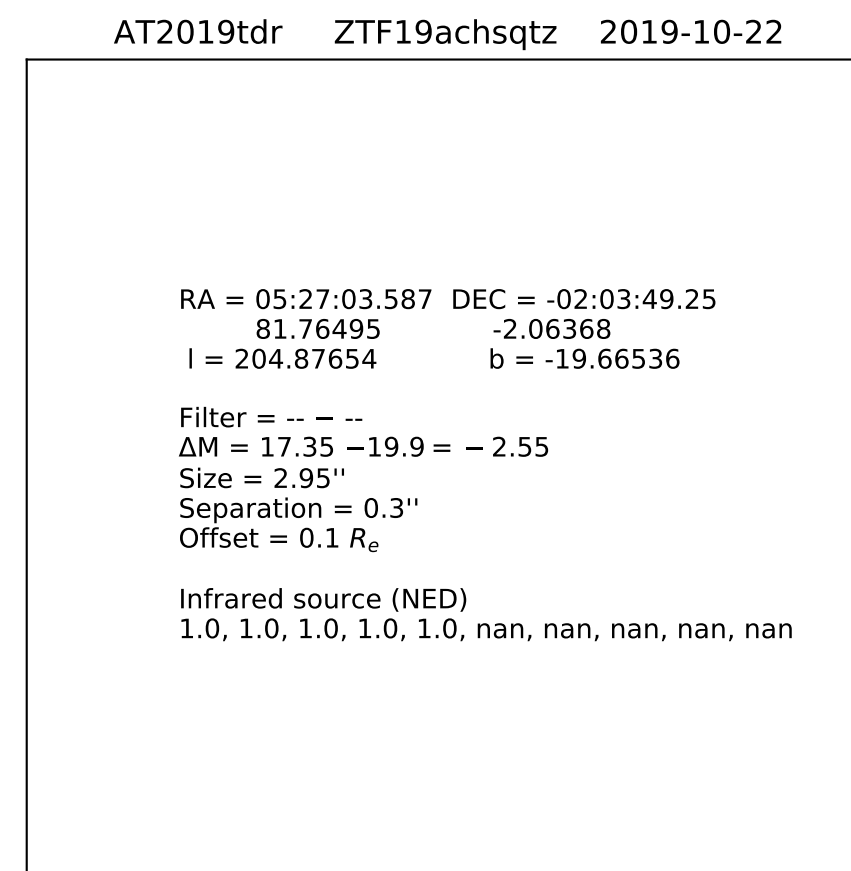 AT2019tdr ZTF19achsqtz 2019-10-22
RA = 05:27:03.587 DEC = -02:03:49.25
81.76495 -2.06368
l = 204.87654 b = -19.66536
Filter = -- − --
ΔM = 17.35 −19.9 = − 2.55
Size = 2.95''
Separation = 0.3''
Offset = 0.1 Rₑ
Infrared source (NED)
1.0, 1.0, 1.0, 1.0, 1.0, nan, nan, nan, nan, nan